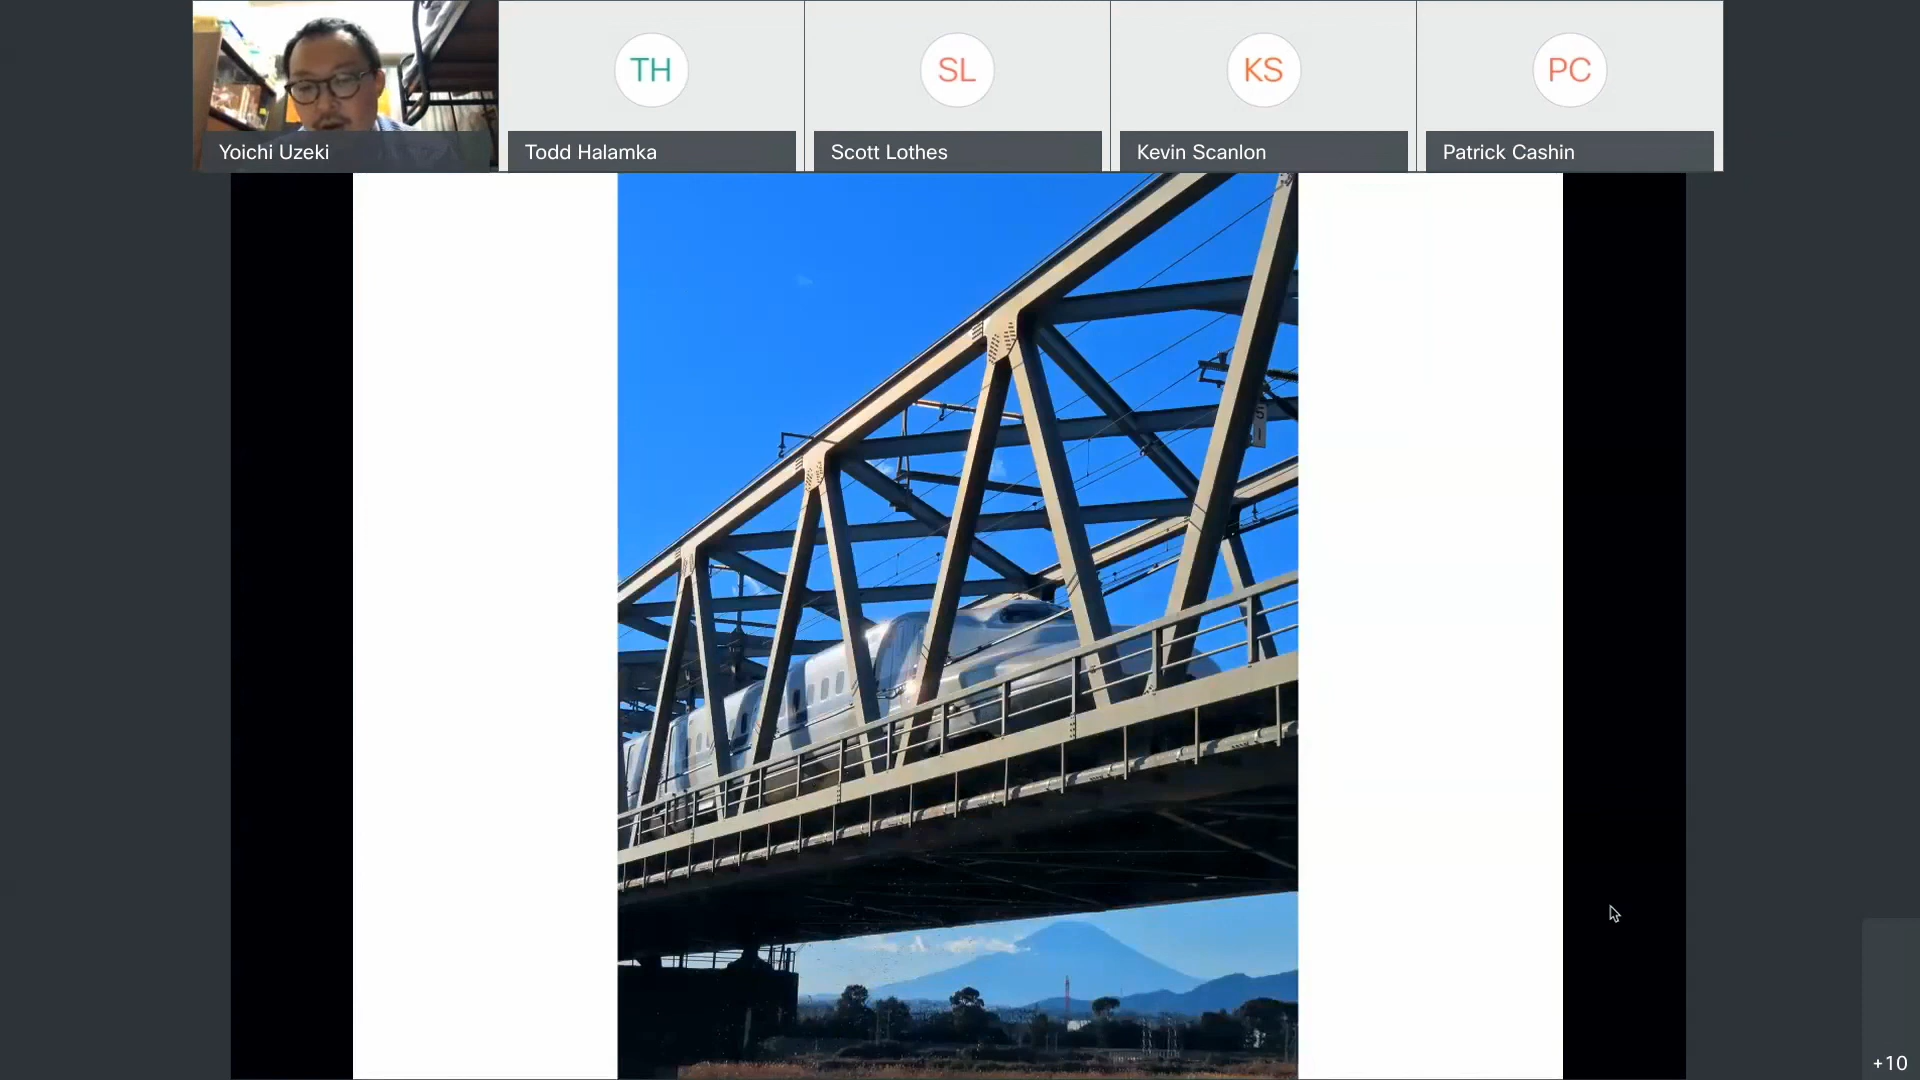 TH
SL
KS
PC
Yoichi Uzeki
Todd Halamka
Scott Lothes
Kevin Scanlon
Patrick Cashin
S
+10